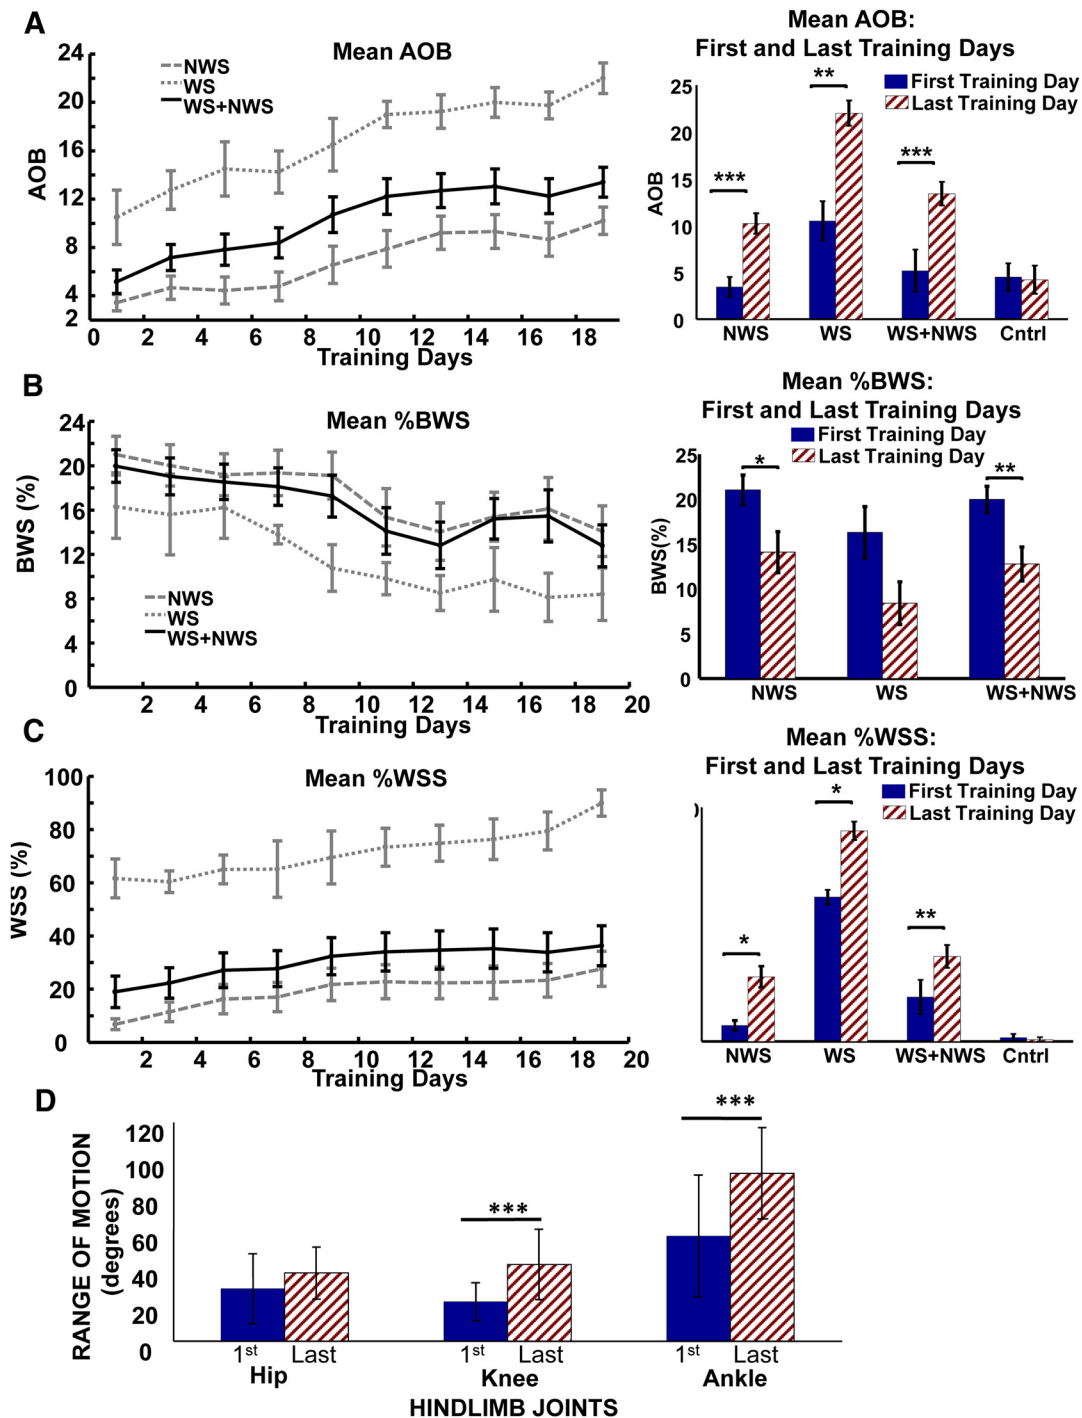 A
Mean AOB
24
20
16
12
8
4
2
AOB
NWS
WS
WS+NWS
0 2 4 6 8 10 12 14 16 18
Training Days
Mean AOB:
First and Last Training Days
First Training Day
Last Training Day
25
20
15
10
5
0
AOB
***
**
***
NWS WS WS+NWS Cntrl
B
Mean %BWS
24
20
16
12
8
4
0
BWS (%)
NWS
WS
WS+NWS
2 4 6 8 10 12 14 16 18 20
Training Days
Mean %BWS:
First and Last Training Days
First Training Day
Last Training Day
25
20
15
10
5
0
BWS(%)
*
**
NWS WS WS+NWS
C
Mean %WSS
100
80
60
40
20
0
WSS (%)
2 4 6 8 10 12 14 16 18 20
Training Days
Mean %WSS:
First and Last Training Days
First Training Day
Last Training Day
*
*
**
NWS WS WS+NWS Cntrl
D
RANGE OF MOTION
(degrees)
120
100
80
60
40
20
0
***
***
1st Last 1st Last 1st Last
Hip Knee Ankle
HINDLIMB JOINTS